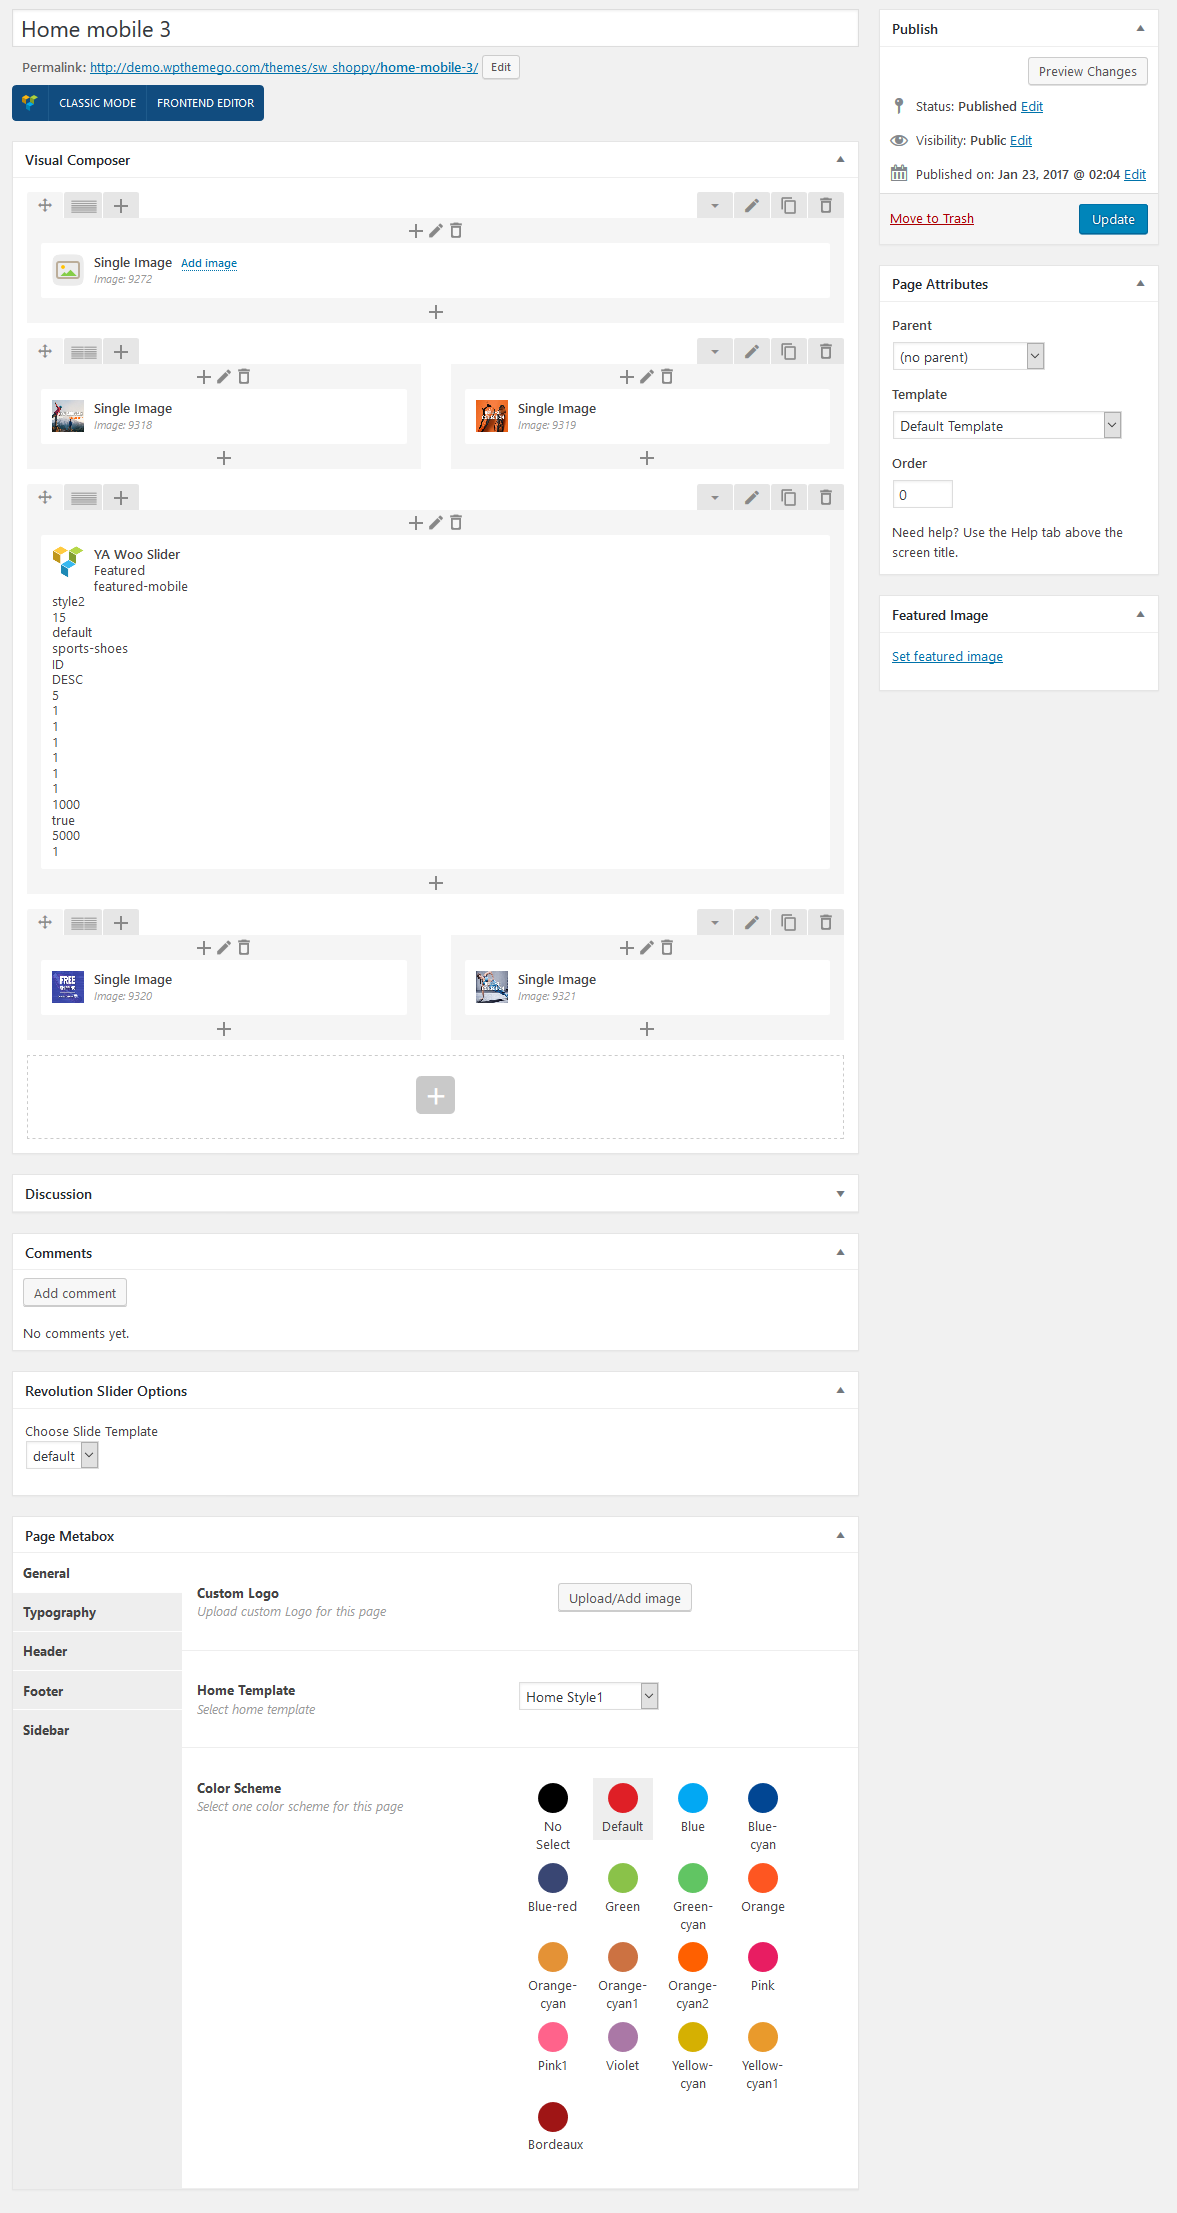 Home mobile 3
Permalink: http://demo.wpthemego.com/themes/sw_shoppy/home-mobile-3/ Edit
CLASSIC MODE FRONTEND EDITOR
Visual Composer
Single Image Add image
Image: 9272
Single Image
Image: 9318
Single Image
Image: 9319
YA Woo Slider
Featured
featured-mobile
style2
15
default
sports-shoes
ID
DESC
5
1
1
1
1
1
1
1000
true
5000
1
Single Image
Image: 9320
FREE
Single Image
Image: 9321
Discussion
Comments
Add comment
No comments yet.
Revolution Slider Options
Choose Slide Template
default
Page Metabox
General
Typography
Header
Footer
Sidebar
Custom Logo
Upload custom Logo for this page
Upload/Add image
Home Template
Select home template
Home Style1
Color Scheme
Select one color scheme for this page
No
Select
Default
Blue
Blue-
cyan
Blue-red
Green
Green-
cyan
Orange
Orange-
cyan
Orange-
cyan1
Orange-
cyan2
Pink
Pink1
Violet
Yellow-
cyan
Yellow-
cyan1
Bordeaux
Publish
Preview Changes
Status: Published Edit
Visibility: Public Edit
Published on: Jan 23, 2017 @ 02:04 Edit
Move to Trash
Update
Page Attributes
Parent
(no parent)
Template
Default Template
Order
0
Need help? Use the Help tab above the
screen title.
Featured Image
Set featured image